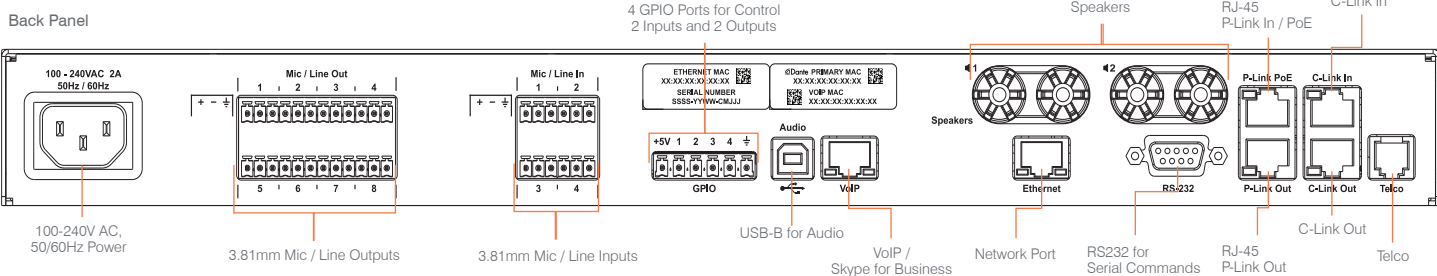 Back Panel
4 GPIO Ports for Control
2 Inputs and 2 Outputs
Speakers
RJ-45
P-Link In / PoE
C-Link In
100 - 240VAC 2A
50Hz / 60Hz
Mic / Line Out
1 2 3 4
+ -
5 6 7 8
Mic / Line In
1 2
+ -
3 4
ETHERNET MAC
XX:XX:XX:XX:XX:XX
SERIAL NUMBER
SSSS-YYWW-CMJJJ
@Dante PRIMARY MAC
XX:XX:XX:XX:XX:XX
VOIP MAC
XX:XX:XX:XX:XX:XX
+5V 1 2 3 4
GPIO
Audio
VoIP
Speakers
1
2
Ethernet
RS-232
P-Link PoE
C-Link In
P-Link Out
C-Link Out
Telco
100-240V AC,
50/60Hz Power
3.81mm Mic / Line Outputs
3.81mm Mic / Line Inputs
USB-B for Audio
VoIP /
Skype for Business
Network Port
RS232 for
Serial Commands
RJ-45
P-Link Out
C-Link Out
Telco